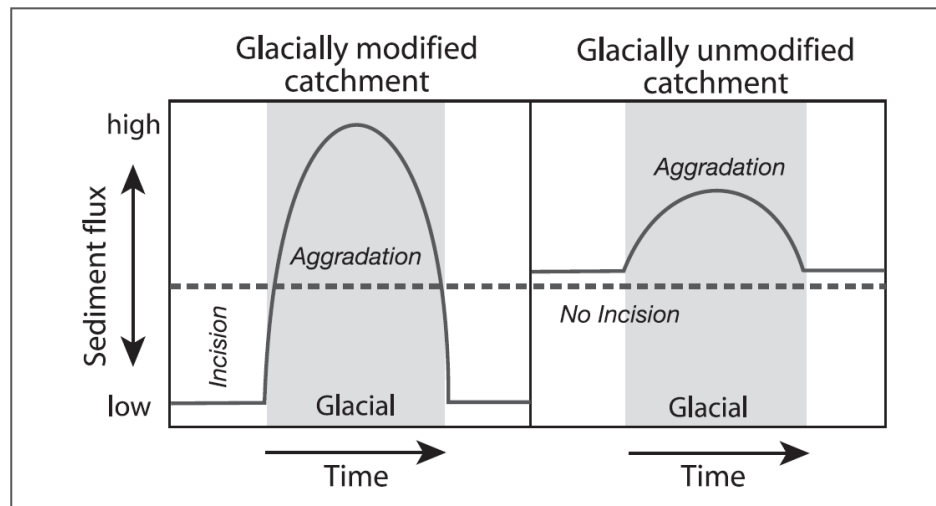 Glacially modified
catchment
Glacially unmodified
catchment
high
Sediment flux
low
Aggradation
Incision
Glacial
Aggradation
No Incision
Glacial
Time
Time